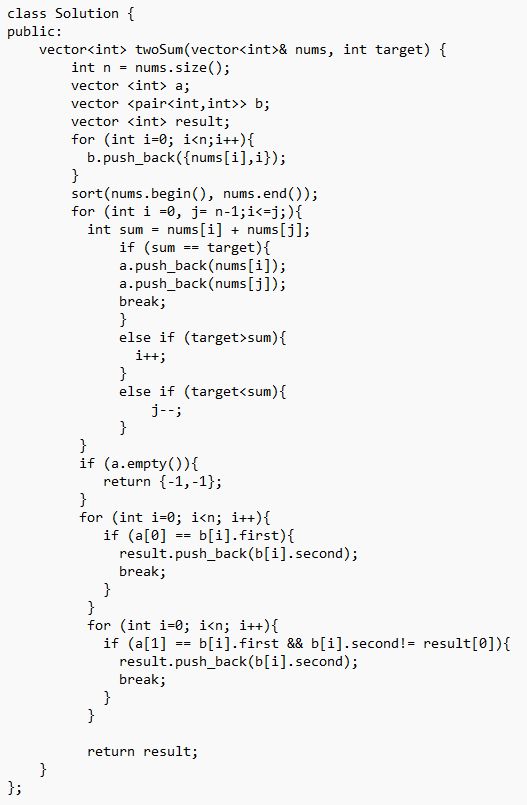 class Solution {
public:
    vector<int> twoSum(vector<int>& nums, int target) {
        int n = nums.size();
        vector <int> a;
        vector <pair<int,int>> b;
        vector <int> result;
        for (int i=0; i<n;i++){
          b.push_back({nums[i],i});
        }
        sort(nums.begin(), nums.end());
        for (int i =0, j= n-1;i<=j;){
          int sum = nums[i] + nums[j];
              if (sum == target){
              a.push_back(nums[i]);
              a.push_back(nums[j]);
              break;
              }
              else if (target>sum){
                i++;
              }
              else if (target<sum){
                  j--;
              }
         }
         if (a.empty()){
            return {-1,-1};
         }
         for (int i=0; i<n; i++){
            if (a[0] == b[i].first){
              result.push_back(b[i].second);
              break;
            }
          }
          for (int i=0; i<n; i++){
            if (a[1] == b[i].first && b[i].second!= result[0]){
              result.push_back(b[i].second);
              break;
            }
          }

          return result;
    }
};